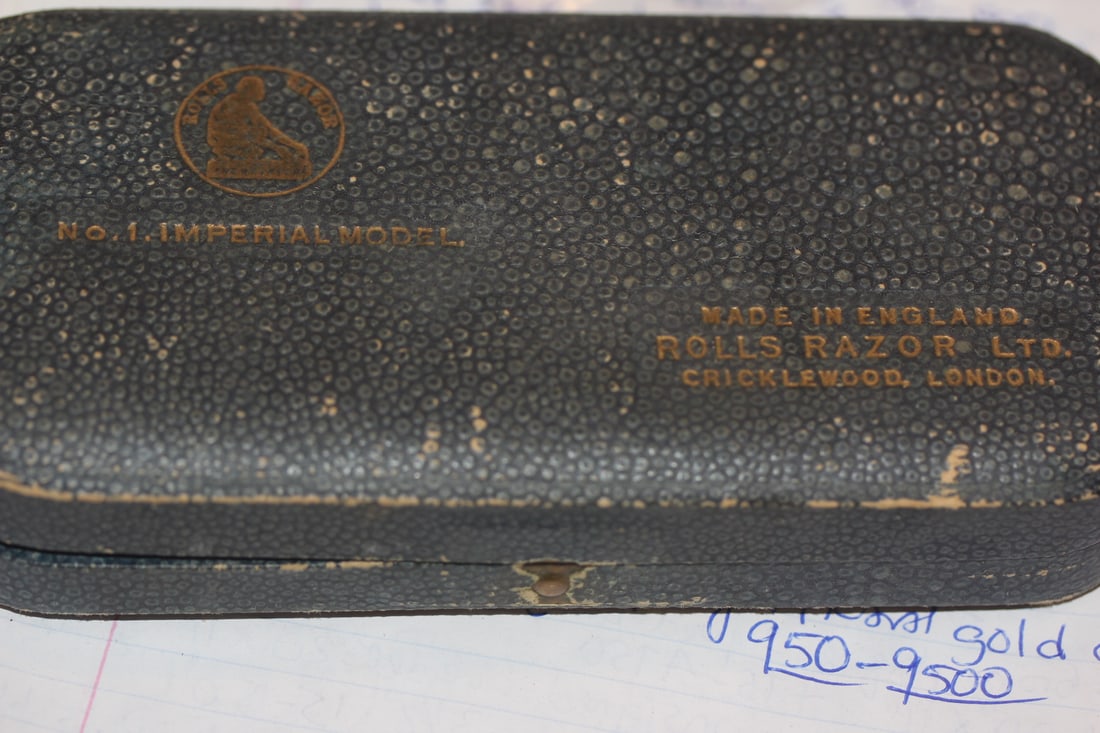 ROLLS RAZOR
No.1.IMPERIAL MODEL.
MADE IN ENGLAND.
ROLLS RAZOR LTD.
CRICKLEWOOD, LONDON.
gold
950-9500